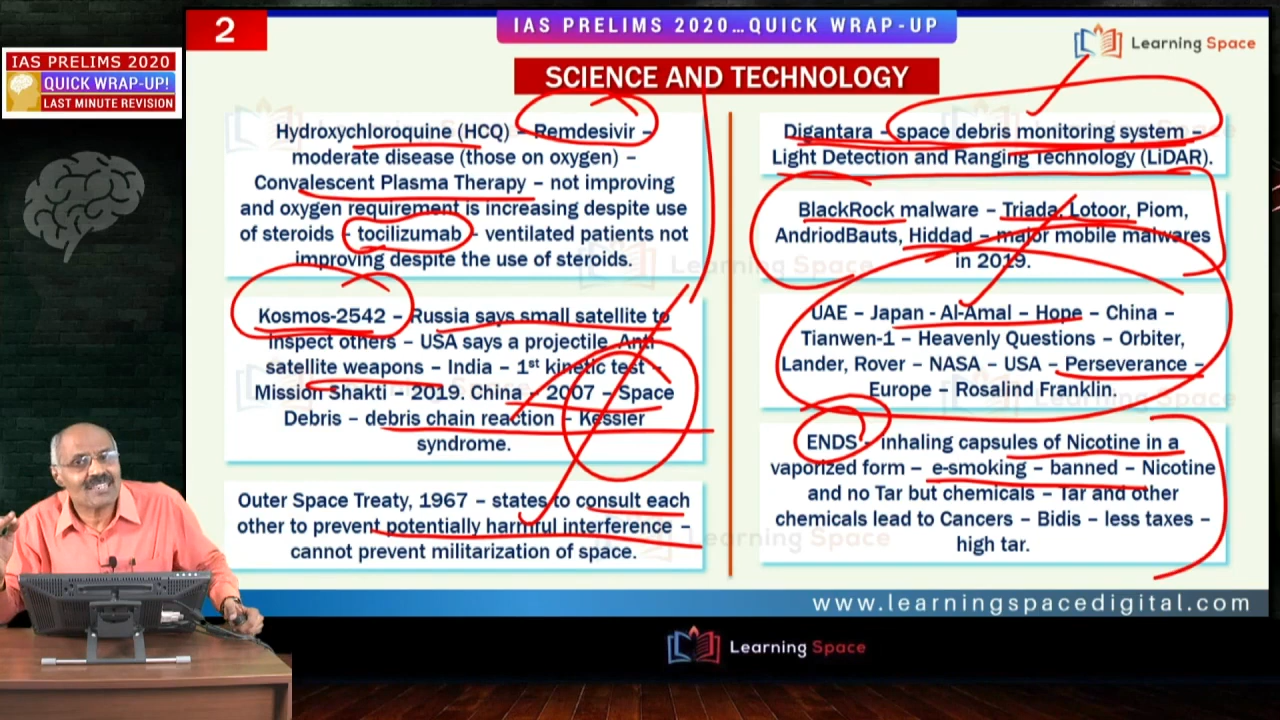 2
IAS PRELIMS 2020...QUICK WRAP-UP
Learning Space
IAS PRELIMS 2020
QUICK WRAP-UP!
LAST MINUTE REVISION
SCIENCE AND TECHNOLOGY
Hydroxychloroquine (HCQ) – Remdesivir –
moderate disease (those on oxygen) –
Convalescent Plasma Therapy – not improving
and oxygen requirement is increasing despite use
of steroids – tocilizumab – ventilated patients not
improving despite the use of steroids.
Kosmos-2542 – Russia says small satellite to
inspect others – USA says a projectile. Anti
satellite weapons – India – 1st kinetic test –
Mission Shakti – 2019. China – 2007 – Space
Debris – debris chain reaction – Kessler
syndrome.
Outer Space Treaty, 1967 – states to consult each
other to prevent potentially harmful interference –
cannot prevent militarization of space.
Digantara – space debris monitoring system –
Light Detection and Ranging Technology (LiDAR).
BlackRock malware – Triada, Lotoor, Piom,
AndriodBauts, Hiddad – major mobile malwares
in 2019.
UAE – Japan - Al-Amal – Hope – China –
Tianwen-1 – Heavenly Questions – Orbiter,
Lander, Rover – NASA – USA – Perseverance –
Europe – Rosalind Franklin.
ENDS – inhaling capsules of Nicotine in a
vaporized form – e-smoking – banned – Nicotine
and no Tar but chemicals – Tar and other
chemicals lead to Cancers – Bidis – less taxes –
high tar.
www.learningspacedigital.com
Learning Space